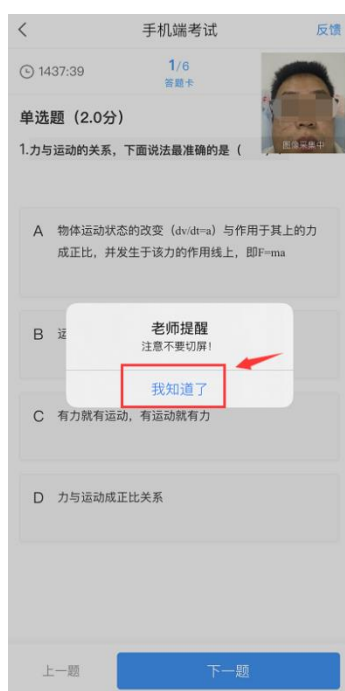 手机端考试
反馈
1437:39
1/6
答题卡
图像采集中
单选题（2.0分）
1.力与运动的关系，下面说法最准确的是（
A 物体运动状态的改变（dv/dt=a）与作用于其上的力
成正比，并发生于该力的作用线上，即F=ma
老师提醒
注意不要切屏！
B 运
我知道了
C 有力就有运动，有运动就有力
D 力与运动成正比关系
上一题
下一题